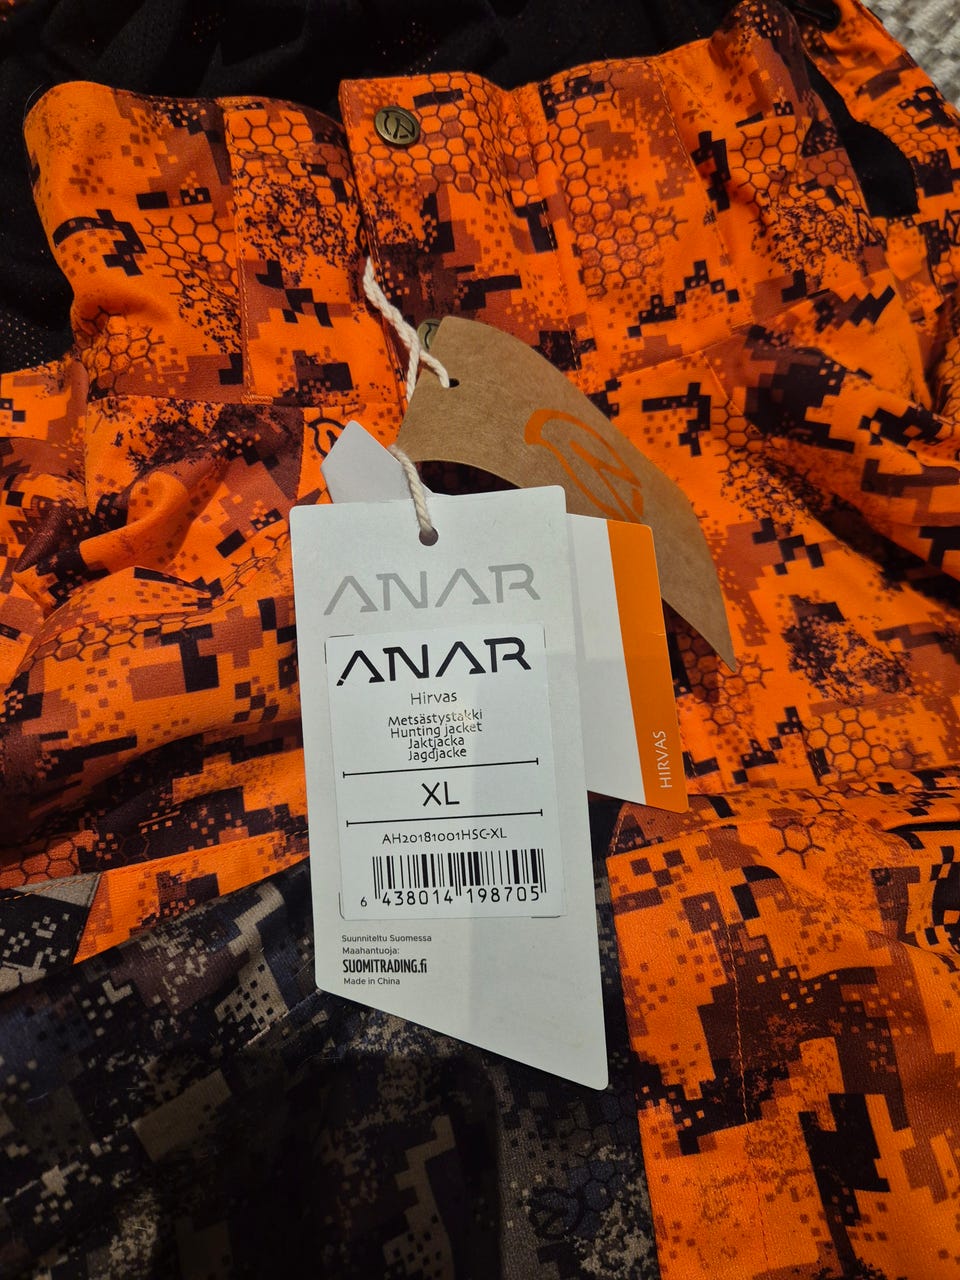 ANAR
ANAR
Hirvas
Metsästystakki
Hunting jacket
Jaktjacka
Jagdjacke
XL
AH20181001HSC-XL
6 438014 198705
Suunniteltu Suomessa
Maahantuoja:
SUOMITRADING.fi
Made in China
HIRVAS